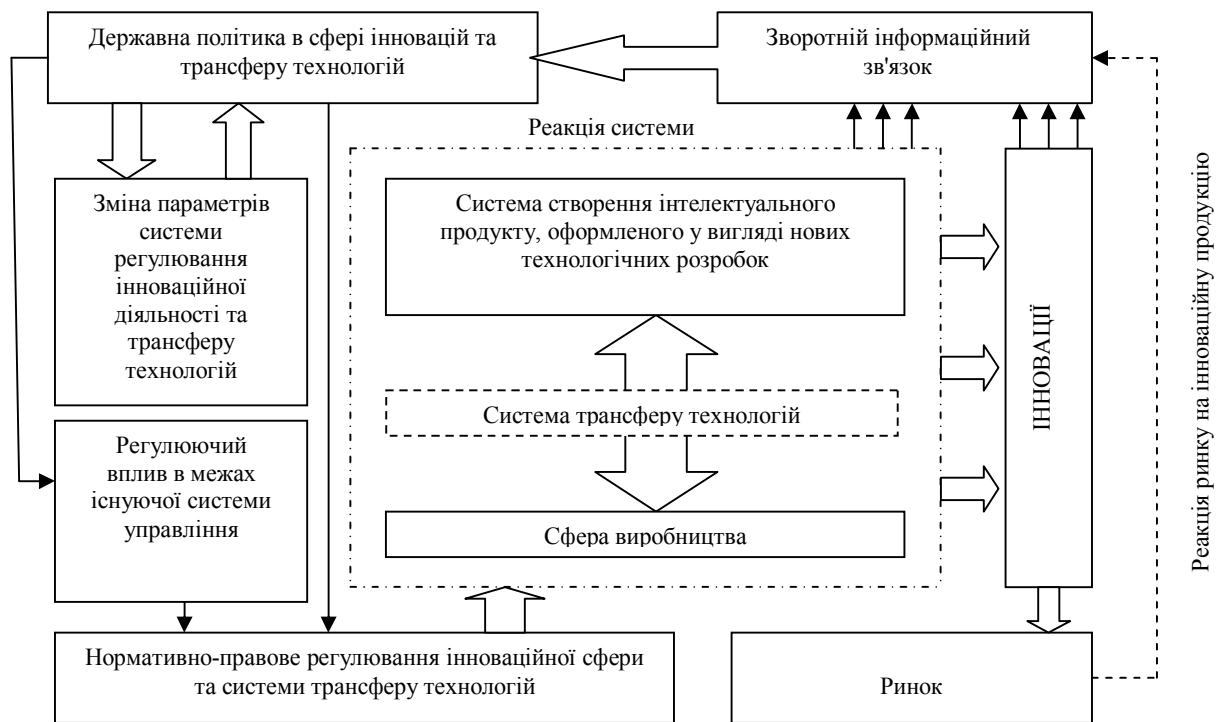 Державна політика в сфері інновацій та
трансферу технологій
Зворотній інформаційний
зв'язок
Реакція системи
Зміна параметрів
системи
регулювання
інноваційної
діяльності та
трансферу
технологій
Система створення інтелектуального
продукту, оформленого у вигляді нових
технологічних розробок
Система трансферу технологій
Сфера виробництва
ІННОВАЦІЇ
Реакція ринку на інноваційну продукцію
Регулюючий
вплив в межах
існуючої системи
управління
Нормативно-правове регулювання інноваційної сфери
та системи трансферу технологій
Ринок